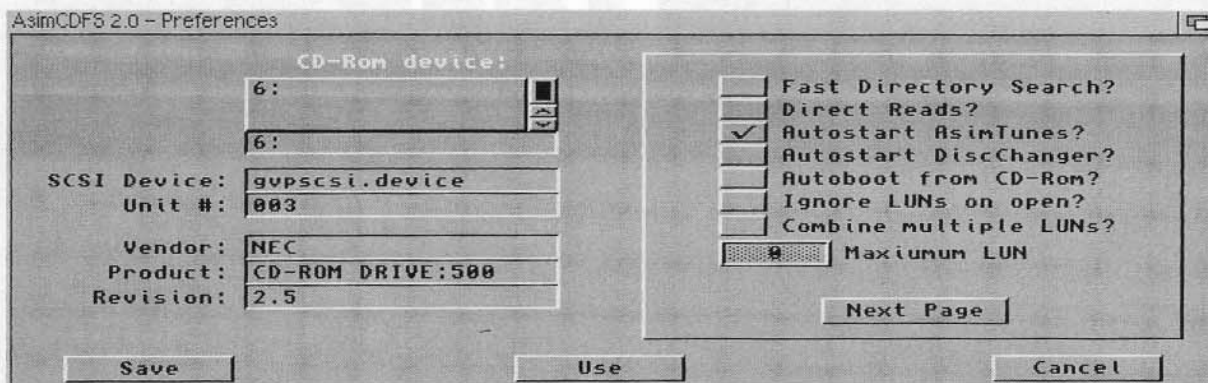 AsimCDFS 2.0 – Preferences
CD-Rom device:
6:
6:
SCSI Device: gvpscsi.device
Unit #: 003
Vendor: NEC
Product: CD-ROM DRIVE:500
Revision: 2.5
Fast Directory Search?
Direct Reads?
Autostart AsimTunes?
Autostart DiscChanger?
Autoboot from CD-Rom?
Ignore LUNs on open?
Combine multiple LUNs?
0 Maxiumum LUN
Next Page
Save
Use
Cancel